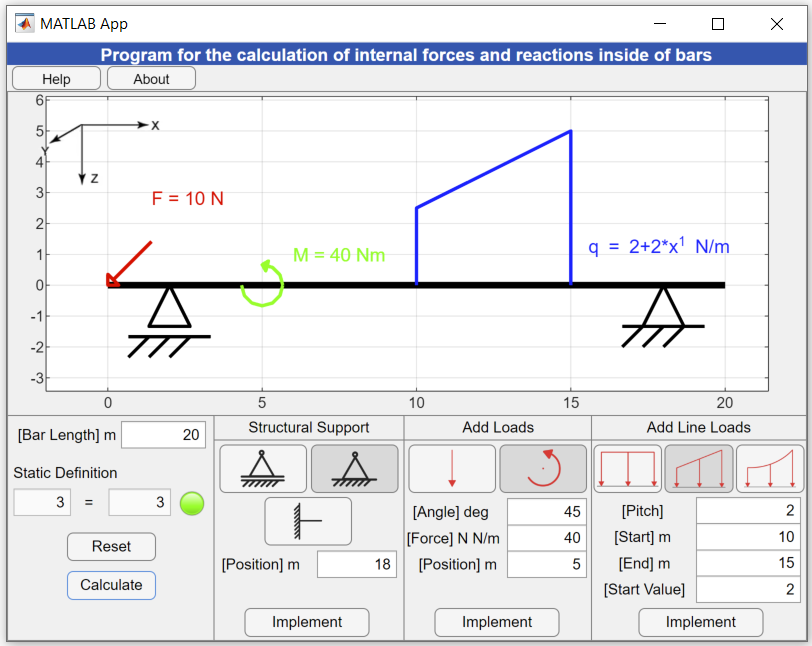 MATLAB App
Program for the calculation of internal forces and reactions inside of bars
Help About
6
5
4
3
2
1
0
-1
-2
-3
X
Y
Z
F = 10 N
M = 40 Nm
q = 2+2*x¹ N/m
0 5 10 15 20
[Bar Length] m 20
Static Definition
3 = 3
Reset
Calculate
Structural Support
[Position] m 18
Implement
Add Loads
[Angle] deg 45
[Force] N N/m 40
[Position] m 5
Implement
Add Line Loads
[Pitch] 2
[Start] m 10
[End] m 15
[Start Value] 2
Implement